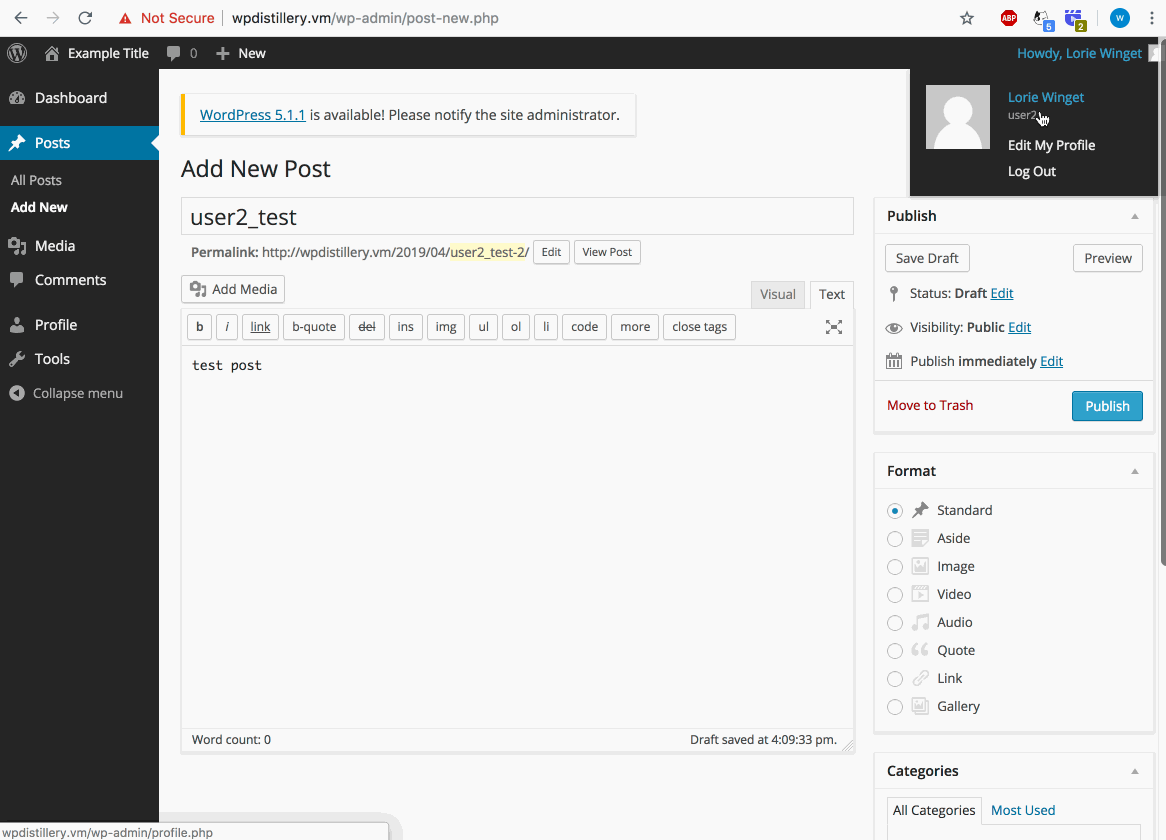 Not Secure wpdistillery.vm/wp-admin/post-new.php
ABP 5 2 W
Example Title 0 New Howdy, Lorie Winget
Lorie Winget
user2
Edit My Profile
Log Out
Dashboard
Posts
All Posts
Add New
Media
Comments
Profile
Tools
Collapse menu
WordPress 5.1.1 is available! Please notify the site administrator.
Add New Post
user2_test
Permalink: http://wpdistillery.vm/2019/04/user2_test-2/ Edit View Post
Add Media Visual Text
b i link b-quote del ins img ul ol li code more close tags
test post
Word count: 0 Draft saved at 4:09:33 pm.
Publish
Save Draft Preview
Status: Draft Edit
Visibility: Public Edit
Publish immediately Edit
Move to Trash Publish
Format
Standard
Aside
Image
Video
Audio
Quote
Link
Gallery
Categories
All Categories Most Used
wpdistillery.vm/wp-admin/profile.php